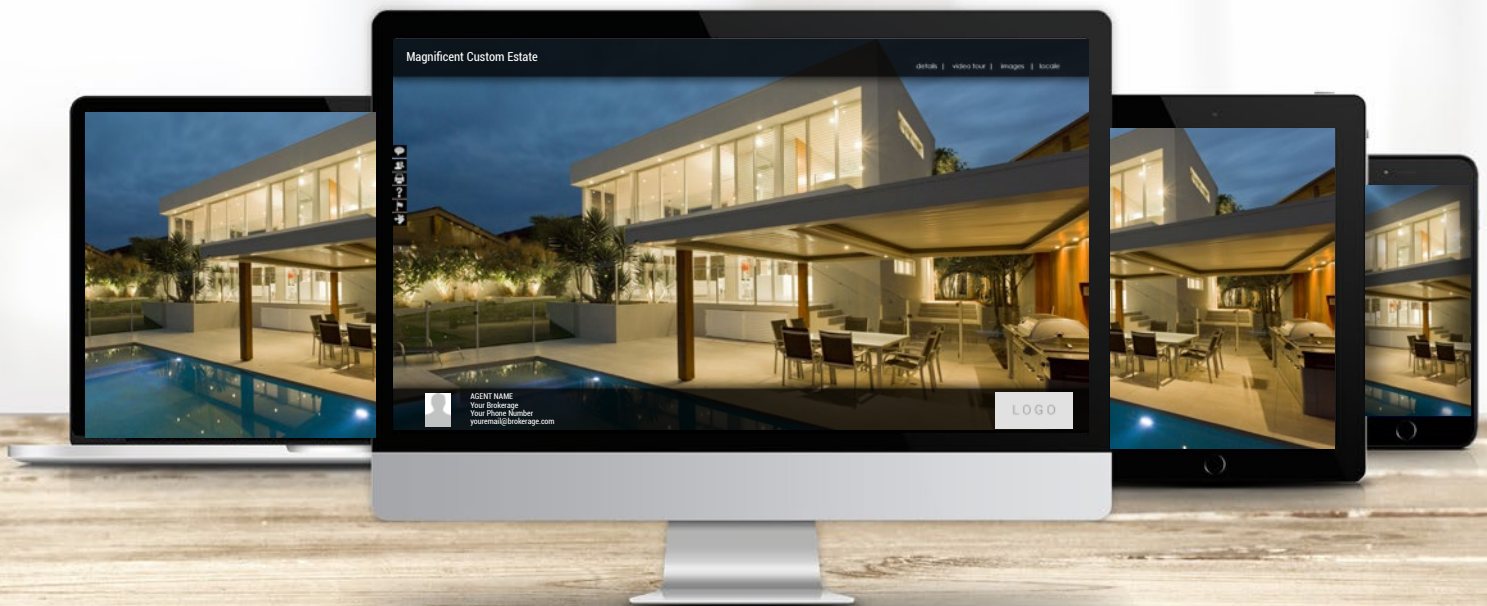 Magnificent Custom Estate
details | video tour | images | locale
?
AGENT NAME
Your Brokerage
Your Phone Number
youremail@brokerage.com
LOGO